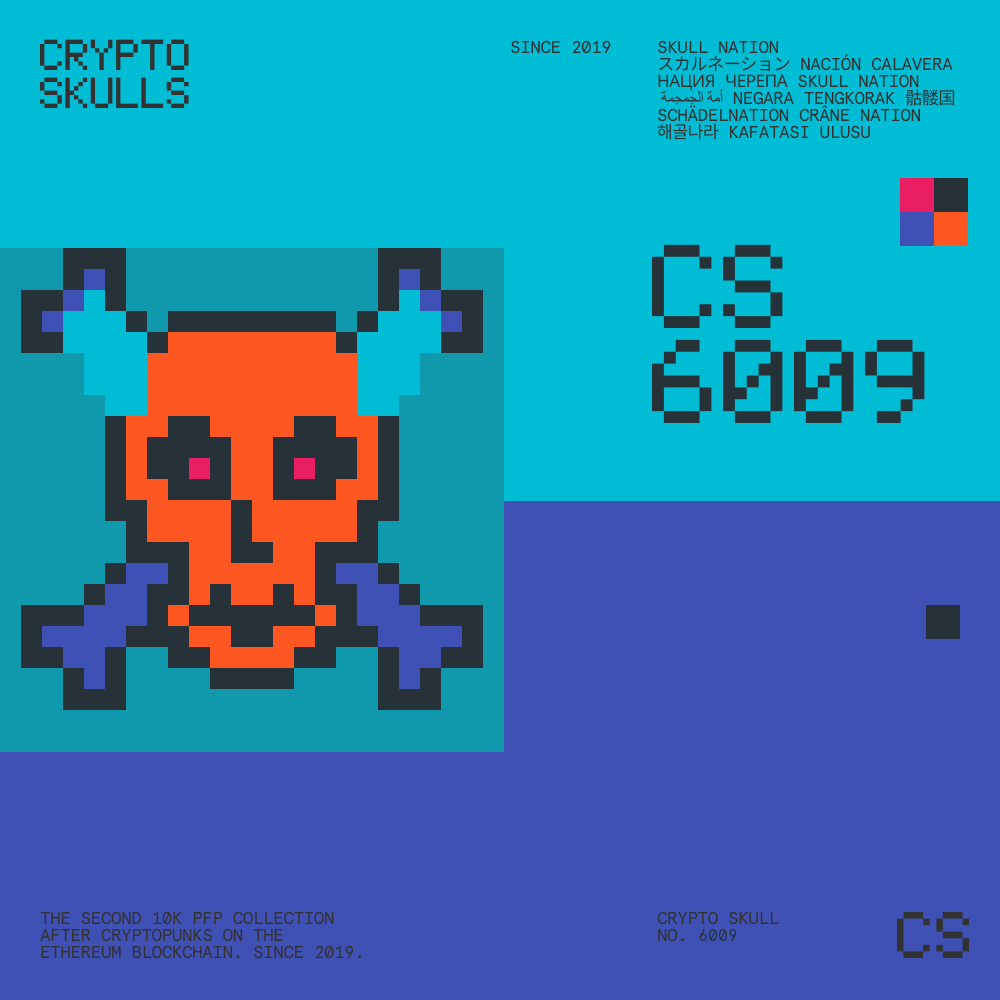 CRYPTO
SKULLS
SINCE 2019
SKULL NATION
スカルネーション NACIÓN CALAVERA
НАЦИЯ ЧЕРЕПА SKULL NATION
أمة الجمجمة NEGARA TENGKORAK 骷髅国
SCHÄDELNATION CRÂNE NATION
해골나라 KAFATASI ULUSU
CS
6009
THE SECOND 10K PFP COLLECTION
AFTER CRYPTOPUNKS ON THE
ETHEREUM BLOCKCHAIN. SINCE 2019.
CRYPTO SKULL
NO. 6009
CS